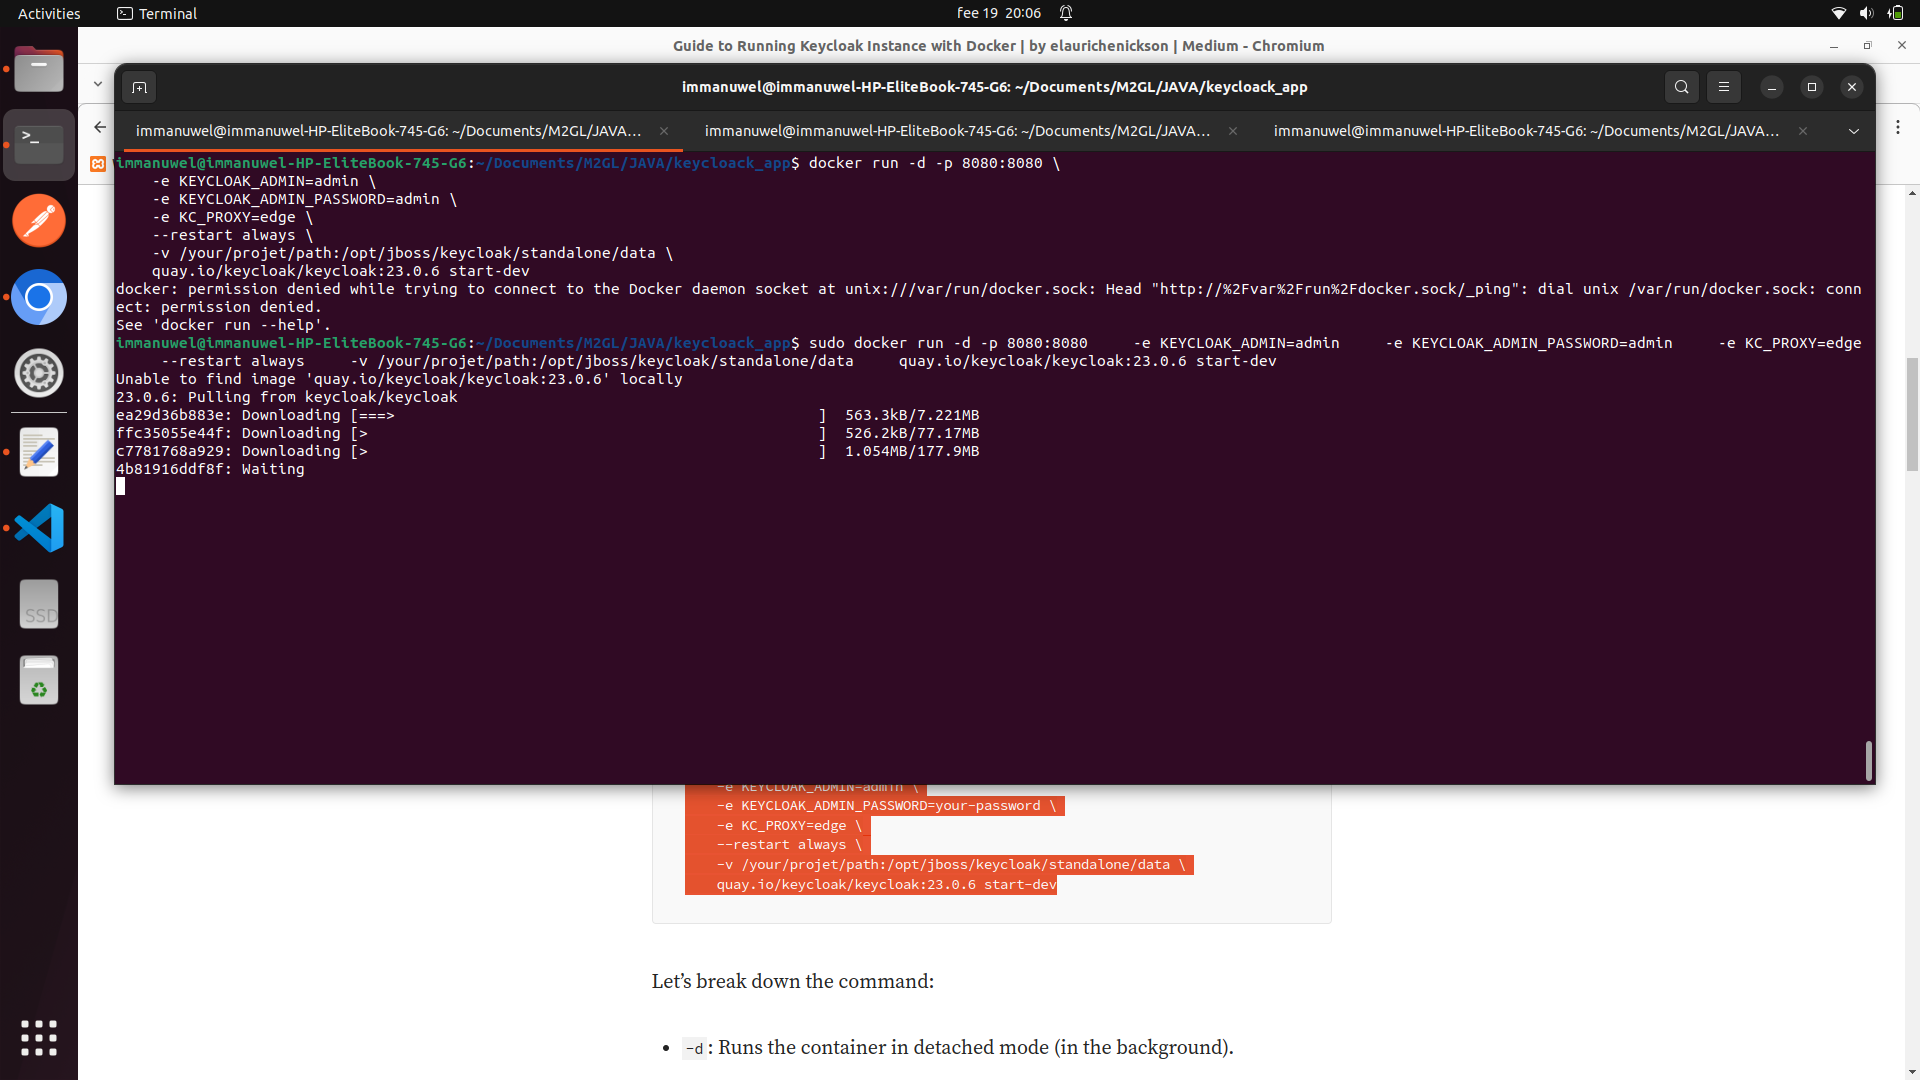 Activities
Terminal
fee 19 20:06
Guide to Running Keycloak Instance with Docker | by elaurichenickson | Medium - Chromium
immanuwel@immanuwel-HP-EliteBook-745-G6: ~/Documents/M2GL/JAVA/keycloack_app
immanuwel@immanuwel-HP-EliteBook-745-G6: ~/Documents/M2GL/JAVA...
immanuwel@immanuwel-HP-EliteBook-745-G6: ~/Documents/M2GL/JAVA...
immanuwel@immanuwel-HP-EliteBook-745-G6: ~/Documents/M2GL/JAVA...
immanuwel@immanuwel-HP-EliteBook-745-G6:~/Documents/M2GL/JAVA/keycloack_app$ docker run -d -p 8080:8080 \
-e KEYCLOAK_ADMIN=admin \
-e KEYCLOAK_ADMIN_PASSWORD=admin \
-e KC_PROXY=edge \
--restart always \
-v /your/projet/path:/opt/jboss/keycloak/standalone/data \
quay.io/keycloak/keycloak:23.0.6 start-dev
docker: permission denied while trying to connect to the Docker daemon socket at unix:///var/run/docker.sock: Head "http://%2Fvar%2Frun%2Fdocker.sock/_ping": dial unix /var/run/docker.sock: conn
ect: permission denied.
See 'docker run --help'.
immanuwel@immanuwel-HP-EliteBook-745-G6:~/Documents/M2GL/JAVA/keycloack_app$ sudo docker run -d -p 8080:8080     -e KEYCLOAK_ADMIN=admin     -e KEYCLOAK_ADMIN_PASSWORD=admin     -e KC_PROXY=edge
--restart always     -v /your/projet/path:/opt/jboss/keycloak/standalone/data     quay.io/keycloak/keycloak:23.0.6 start-dev
Unable to find image 'quay.io/keycloak/keycloak:23.0.6' locally
23.0.6: Pulling from keycloak/keycloak
ea29d36b883e: Downloading [===>                                               ]  563.3kB/7.221MB
ffc35055e44f: Downloading [>                                                  ]  526.2kB/77.17MB
c7781768a929: Downloading [>                                                  ]  1.054MB/177.9MB
4b81916ddf8f: Waiting
SSD
-e KEYCLOAK_ADMIN=admin \
-e KEYCLOAK_ADMIN_PASSWORD=your-password \
-e KC_PROXY=edge \
--restart always \
-v /your/projet/path:/opt/jboss/keycloak/standalone/data \
quay.io/keycloak/keycloak:23.0.6 start-dev
Let's break down the command:
• -d: Runs the container in detached mode (in the background).